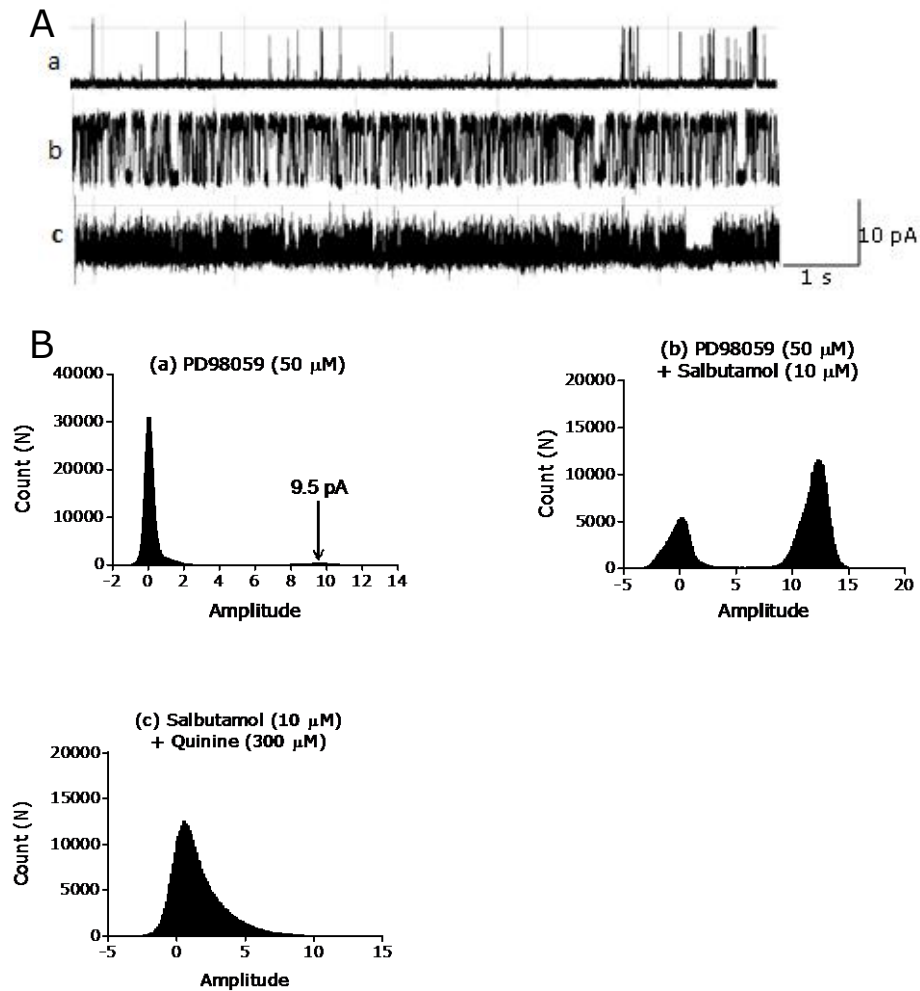 A
a
b
c
10 pA
1 s
B
(a) PD98059 (50 μM)
40000
30000
20000
10000
0
Count (N)
9.5 pA
-2 0 2 4 6 8 10 12 14
Amplitude
(b) PD98059 (50 μM)
+ Salbutamol (10 μM)
20000
15000
10000
5000
0
Count (N)
-5 0 5 10 15 20
Amplitude
(c) Salbutamol (10 μM)
+ Quinine (300 μM)
20000
15000
10000
5000
0
Count (N)
-5 0 5 10 15
Amplitude